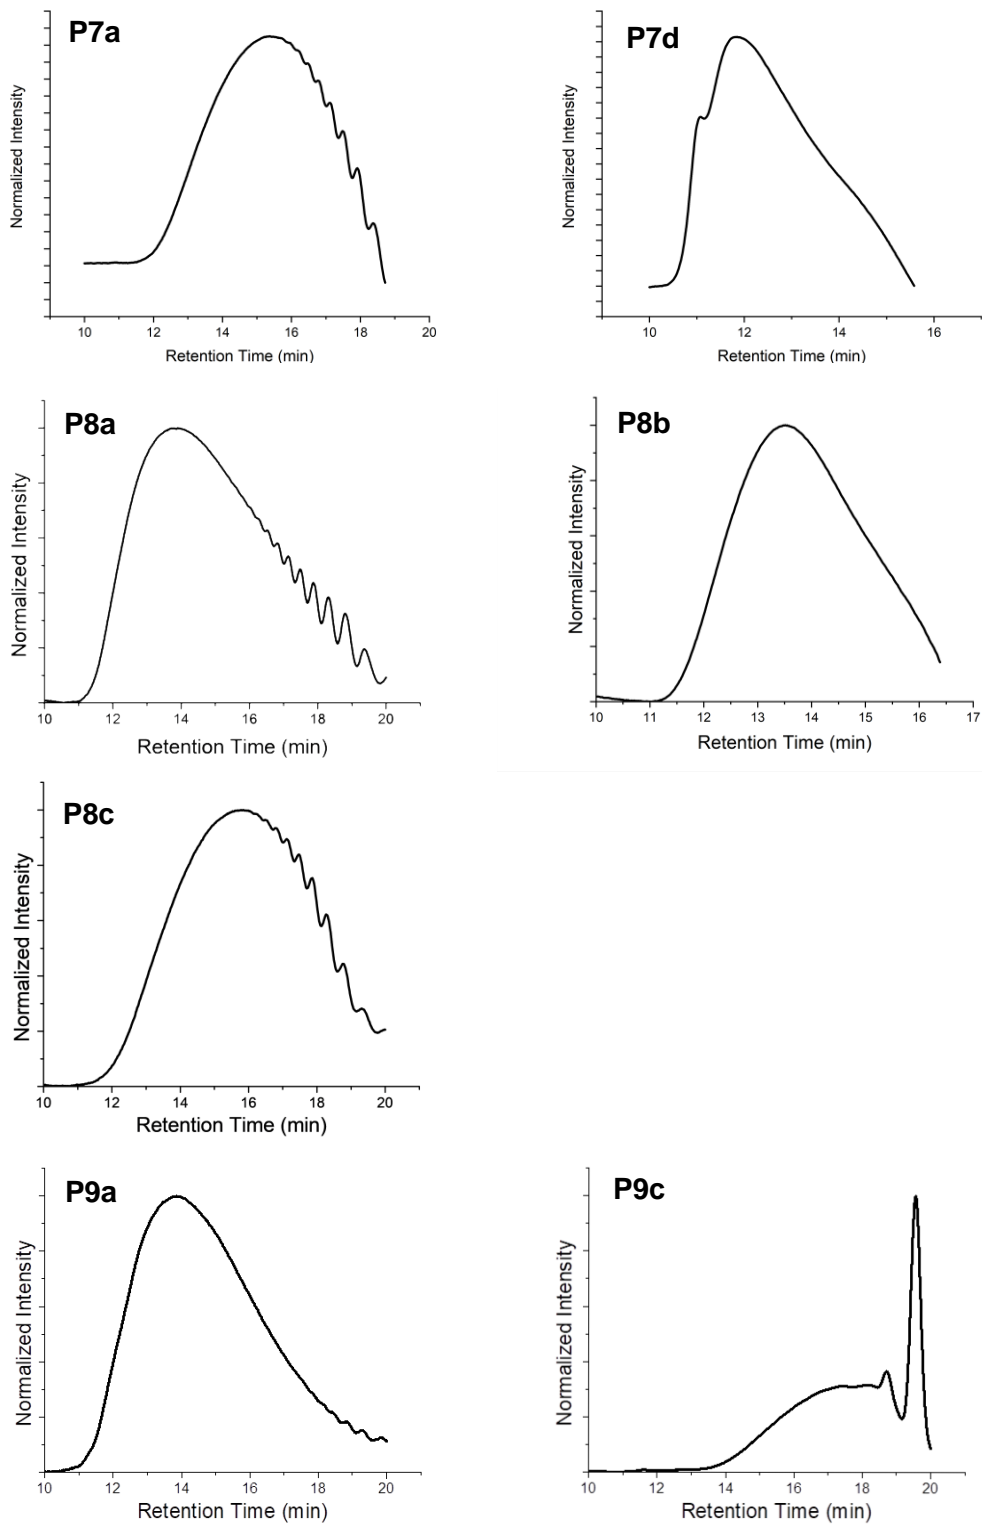 P7a
Normalized Intensity
10 12 14 16 18 20
Retention Time (min)
P7d
Normalized Intensity
10 12 14 16
Retention Time (min)
P8a
Normalized Intensity
10 12 14 16 18 20
Retention Time (min)
P8b
Normalized Intensity
10 11 12 13 14 15 16 17
Retention Time (min)
P8c
Normalized Intensity
10 12 14 16 18 20
Retention Time (min)
P9a
Normalized Intensity
10 12 14 16 18 20
Retention Time (min)
P9c
Normalized Intensity
10 12 14 16 18 20
Retention Time (min)